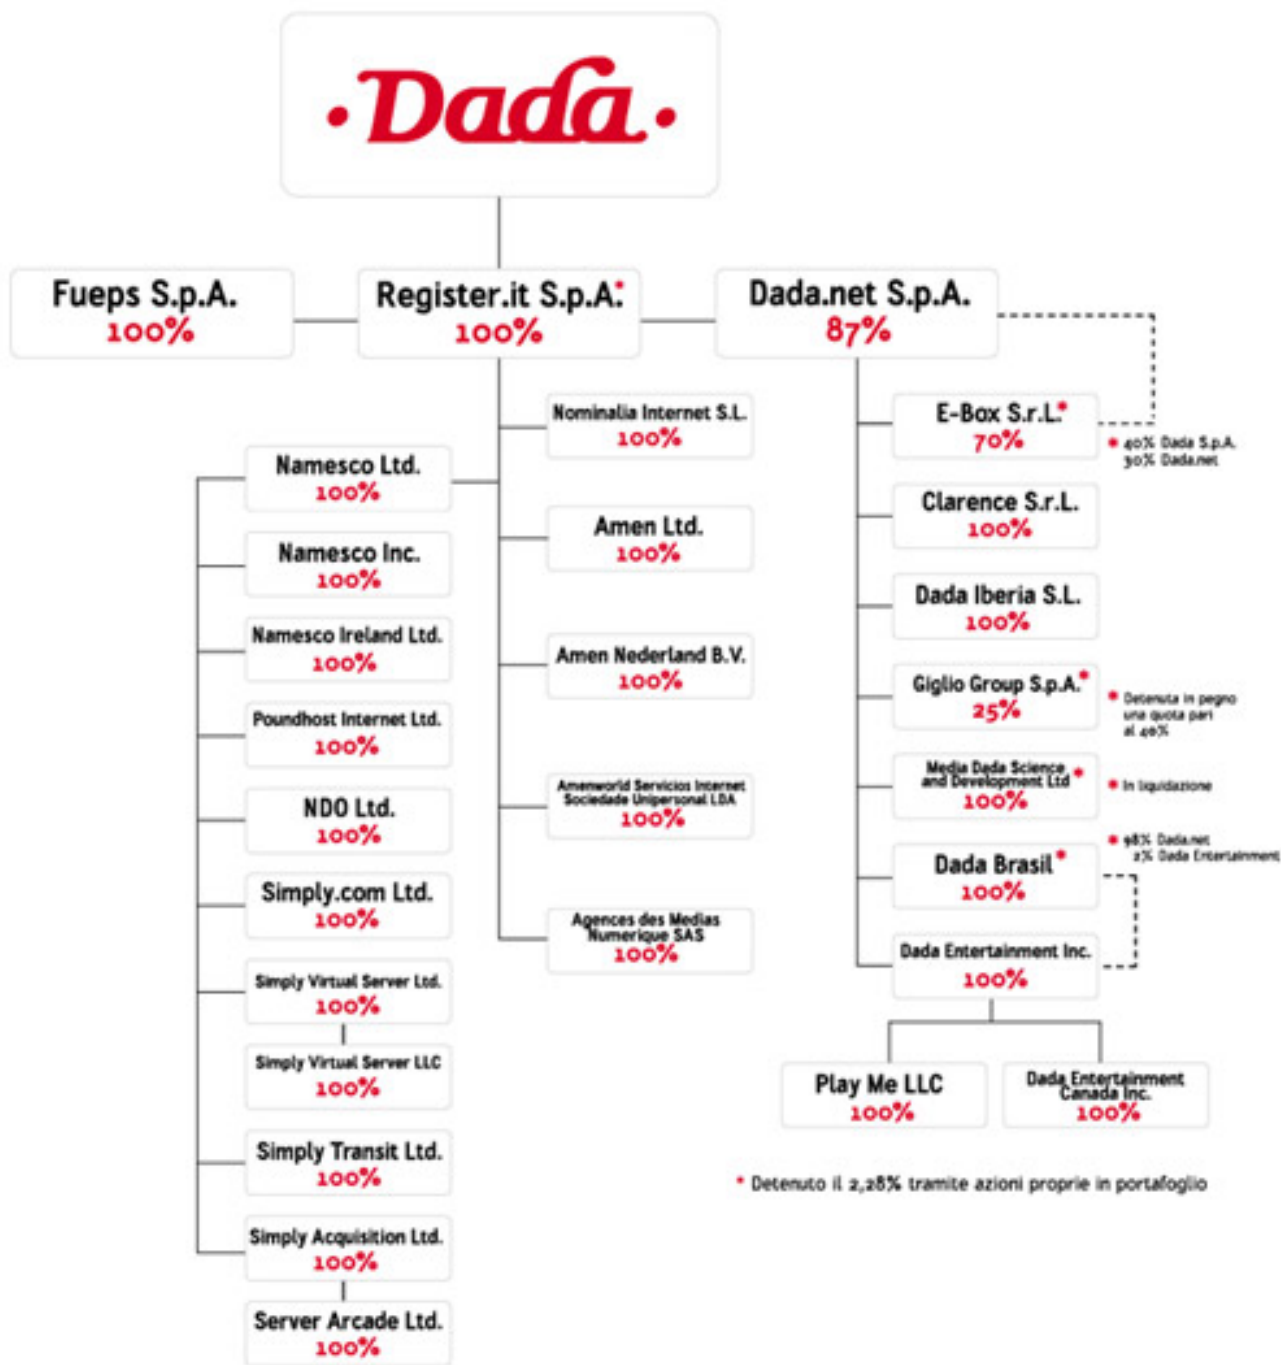 Dada
Fueps S.p.A.
100%
Register.it S.p.A.*
100%
Dada.net S.p.A.
87%
Nominalia Internet S.L.
100%
Namesco Ltd.
100%
Amen Ltd.
100%
Namesco Inc.
100%
Namesco Ireland Ltd.
100%
Amen Nederland B.V.
100%
Poundhost Internet Ltd.
100%
NDO Ltd.
100%
Amenworld Servicios Internet
Sociedade Unipersonal LDA
100%
Simply.com Ltd.
100%
Agences des Medias
Numerique SAS
100%
Simply Virtual Server Ltd.
100%
Simply Virtual Server LLC
100%
Simply Transit Ltd.
100%
Simply Acquisition Ltd.
100%
Server Arcade Ltd.
100%
E-Box S.r.L.*
70%
* 40% Dada S.p.A.
30% Dada.net
Clarence S.r.L.
100%
Dada Iberia S.L.
100%
Giglio Group S.p.A.*
25%
* Detenuta in pegno
una quota pari
al 40%
Media Dada Science
and Development Ltd *
100%
* In liquidazione
Dada Brasil *
100%
* 98% Dada.net
2% Dada Entertainment
Dada Entertainment Inc.
100%
Play Me LLC
100%
Dada Entertainment
Canada Inc.
100%
* Detenuto il 2,28% tramite azioni proprie in portafoglio